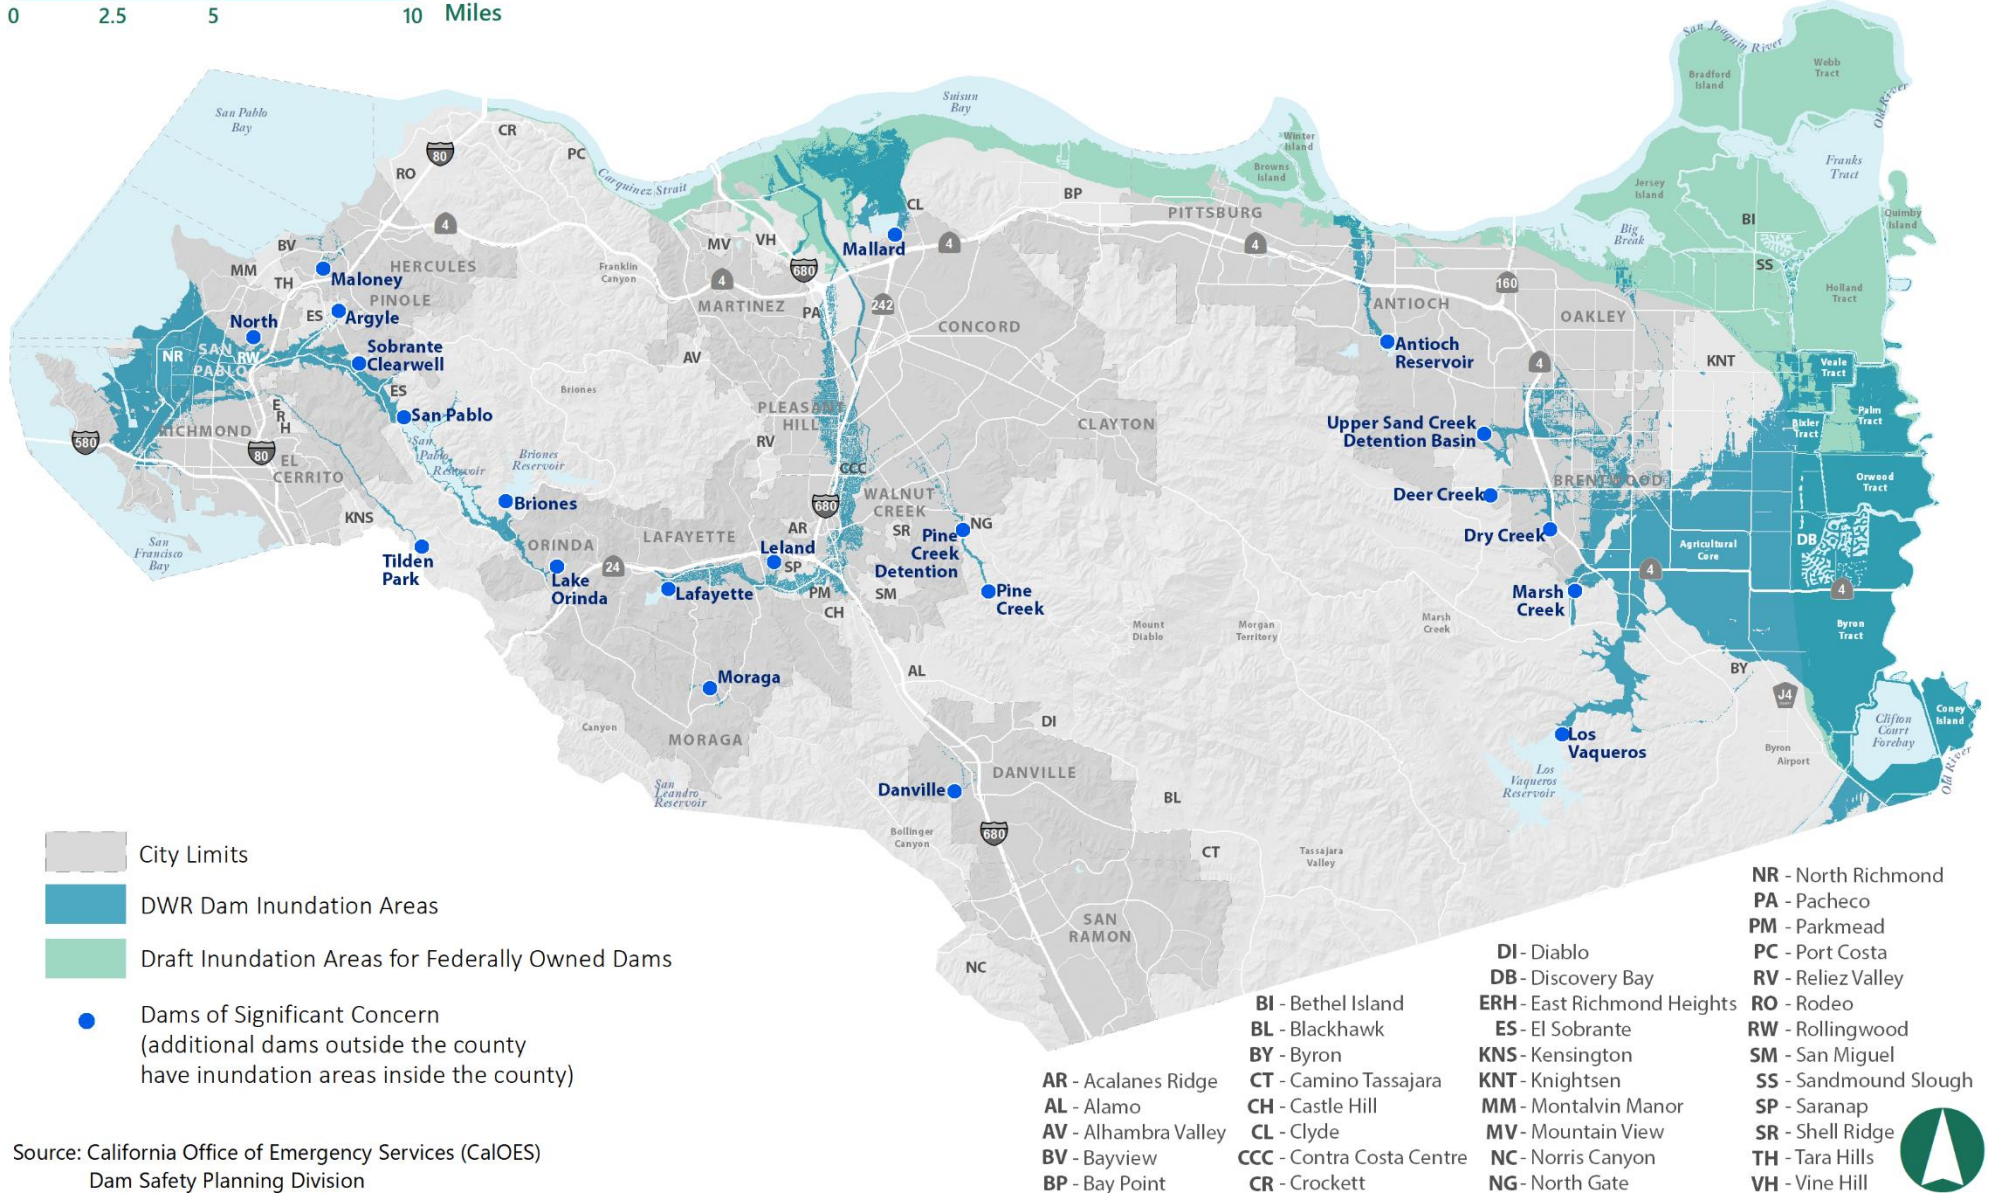 0 2.5 5 10 Miles
San Joaquin River
Webb
Tract
Bradford
Island
Old River
San Pablo
Bay
Suisun
Bay
CR
80
PC
RO
Carquinez Strait
Winter
Island
Browns
Island
Franks
Tract
Jersey
Island
BI
Quimby
Island
BP
PITTSBURG
CL
Mallard
4
4
4
BV
MM
TH
HERCULES
Maloney
PINOLE
Franklin
Canyon
MV
VH
4
680
MARTINEZ
PA
242
CONCORD
Big
Break
SS
Holland
Tract
160
ANTIOCH
OAKLEY
North
ES
Argyle
NR
SAN
PABLO
RW
Sobrante
Clearwell
ES
AV
Briones
Antioch
Reservoir
4
KNT
Veale
Tract
San Pablo
E
R
H
RICHMOND
580
80
EL
CERRITO
San
Pablo
Reservoir
Briones
Reservoir
PLEASANT
HILL
RV
CLAYTON
Upper Sand Creek
Detention Basin
Palm
Tract
Bixler
Tract
CCC
680
WALNUT
CREEK
Orwood
Tract
Briones
KNS
San
Francisco
Bay
Tilden
Park
ORINDA
LAFAYETTE
24
Lake
Orinda
AR
Leland
SP
Lafayette
SR
NG
Pine
Creek
Detention
Pine
Creek
PM
CH
SM
Deer Creek
BRENTWOOD
Dry Creek
Agricultural
Core
DB
4
4
Marsh
Creek
Marsh
Creek
Mount
Diablo
Morgan
Territory
Byron
Tract
Moraga
AL
BY
J4
Canyon
MORAGA
DI
Los
Vaqueros
Byron
Airport
Clifton
Court
Forebay
Coney
Island
Old River
San
Leandro
Reservoir
Danville
DANVILLE
Los
Vaqueros
Reservoir
BL
680
Bollinger
Canyon
CT
Tassajara
Valley
SAN
RAMON
NC
City Limits
DWR Dam Inundation Areas
Draft Inundation Areas for Federally Owned Dams
Dams of Significant Concern
(additional dams outside the county
have inundation areas inside the county)
Source: California Office of Emergency Services (CalOES)
Dam Safety Planning Division
AR - Acalanes Ridge
AL - Alamo
AV - Alhambra Valley
BV - Bayview
BP - Bay Point
BI - Bethel Island
BL - Blackhawk
BY - Byron
CT - Camino Tassajara
CH - Castle Hill
CL - Clyde
CCC - Contra Costa Centre
CR - Crockett
DI - Diablo
DB - Discovery Bay
ERH - East Richmond Heights
ES - El Sobrante
KNS - Kensington
KNT - Knightsen
MM - Montalvin Manor
MV - Mountain View
NC - Norris Canyon
NG - North Gate
NR - North Richmond
PA - Pacheco
PM - Parkmead
PC - Port Costa
RV - Reliez Valley
RO - Rodeo
RW - Rollingwood
SM - San Miguel
SS - Sandmound Slough
SP - Saranap
SR - Shell Ridge
TH - Tara Hills
VH - Vine Hill